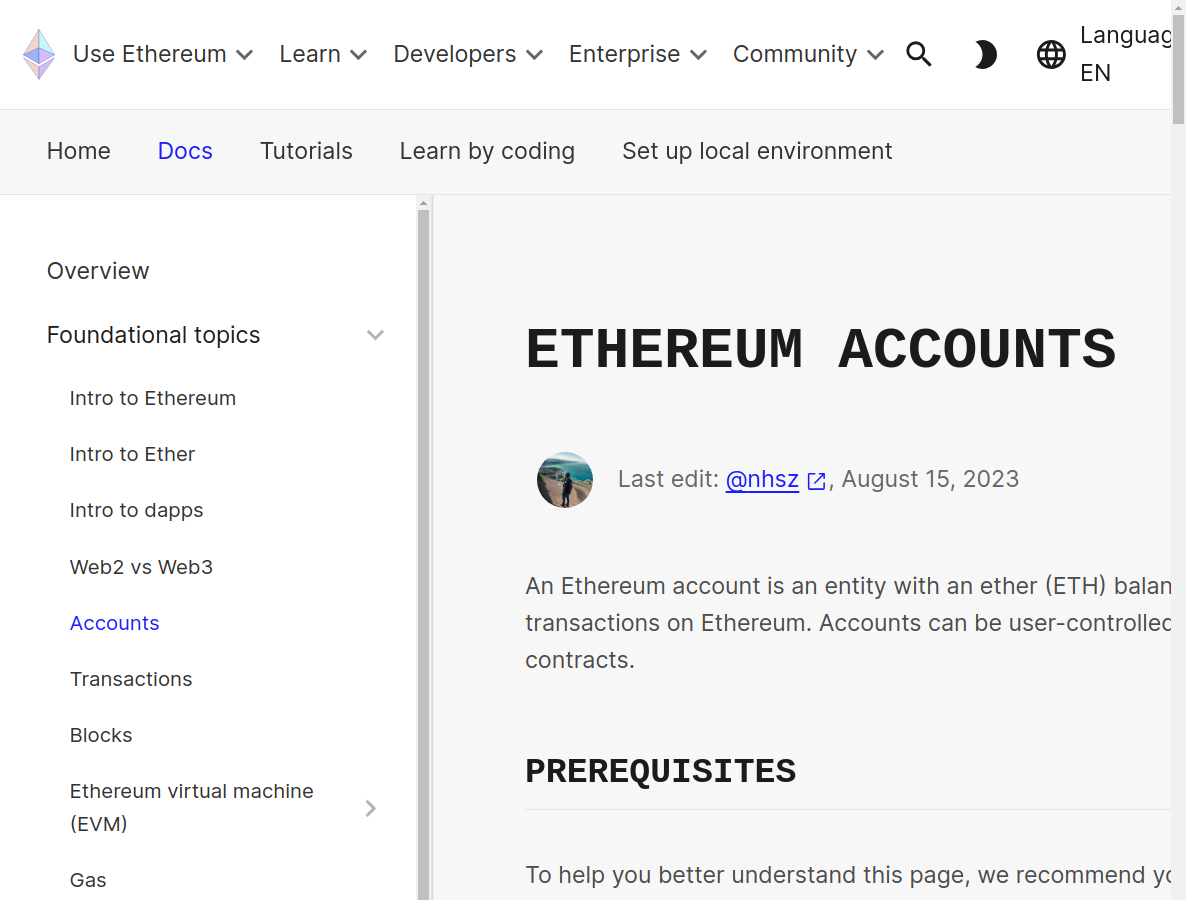 Use Ethereum Learn Developers Enterprise Community
Languag
EN
Home Docs Tutorials Learn by coding Set up local environment
Overview
Foundational topics
Intro to Ethereum
Intro to Ether
Intro to dapps
Web2 vs Web3
Accounts
Transactions
Blocks
Ethereum virtual machine
(EVM)
Gas
ETHEREUM ACCOUNTS
Last edit: @nhsz , August 15, 2023
An Ethereum account is an entity with an ether (ETH) balan
transactions on Ethereum. Accounts can be user-controlled
contracts.
PREREQUISITES
To help you better understand this page, we recommend yo